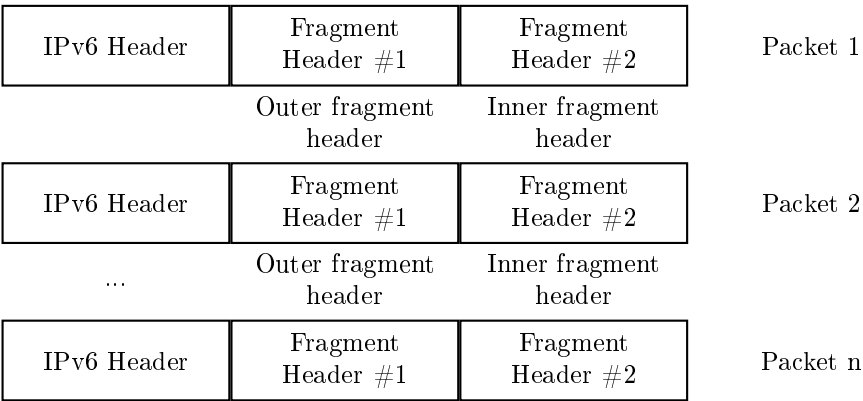 IPv6 Header
Fragment
Header #1
Fragment
Header #2
Packet 1
Outer fragment
header
Inner fragment
header
IPv6 Header
Fragment
Header #1
Fragment
Header #2
Packet 2
...
Outer fragment
header
Inner fragment
header
IPv6 Header
Fragment
Header #1
Fragment
Header #2
Packet n